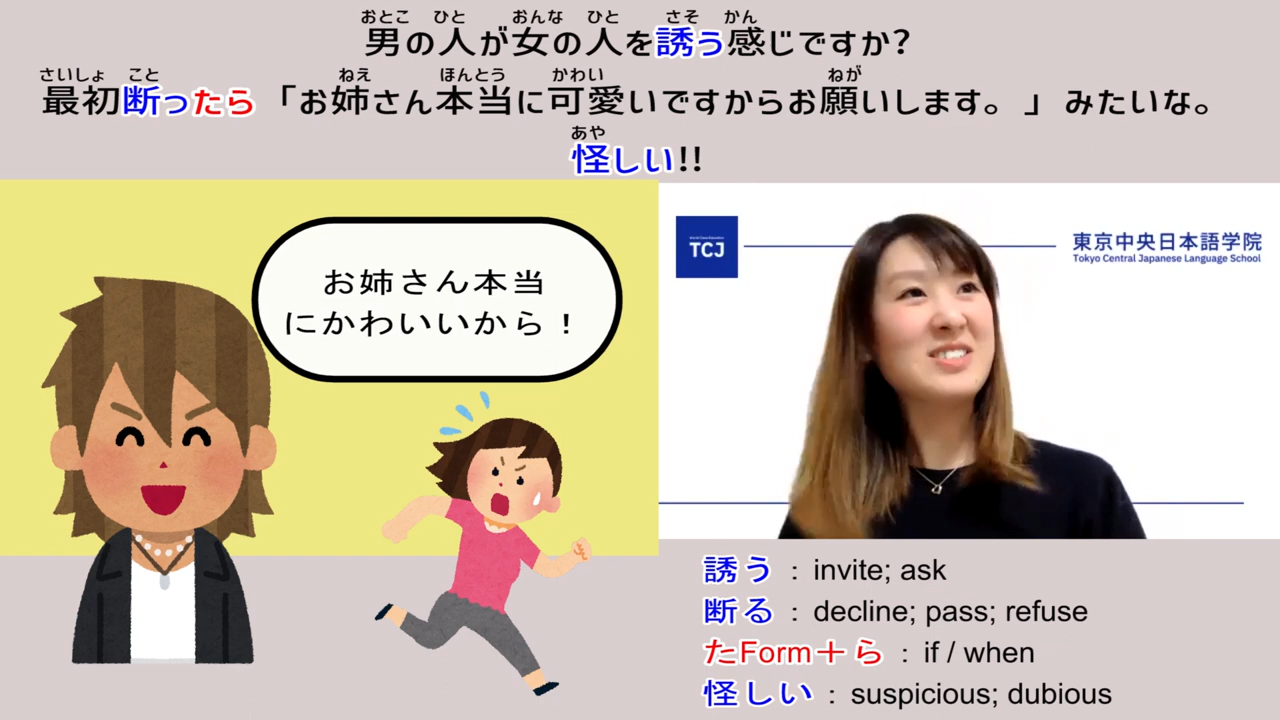 おとこ ひと おんな ひと さそ かん
男の人が女の人を誘う感じですか?
さいしょ こと ねえ ほんとう かわい ねが
最初断ったら「お姉さん本当に可愛いですからお願いします。」みたいな。
あや
怪しい!!
お姉さん本当
にかわいいから！
TCJ
東京中央日本語学院
Tokyo Central Japanese Language School
誘う : invite; ask
断る : decline; pass; refuse
たForm＋ら : if / when
怪しい : suspicious; dubious